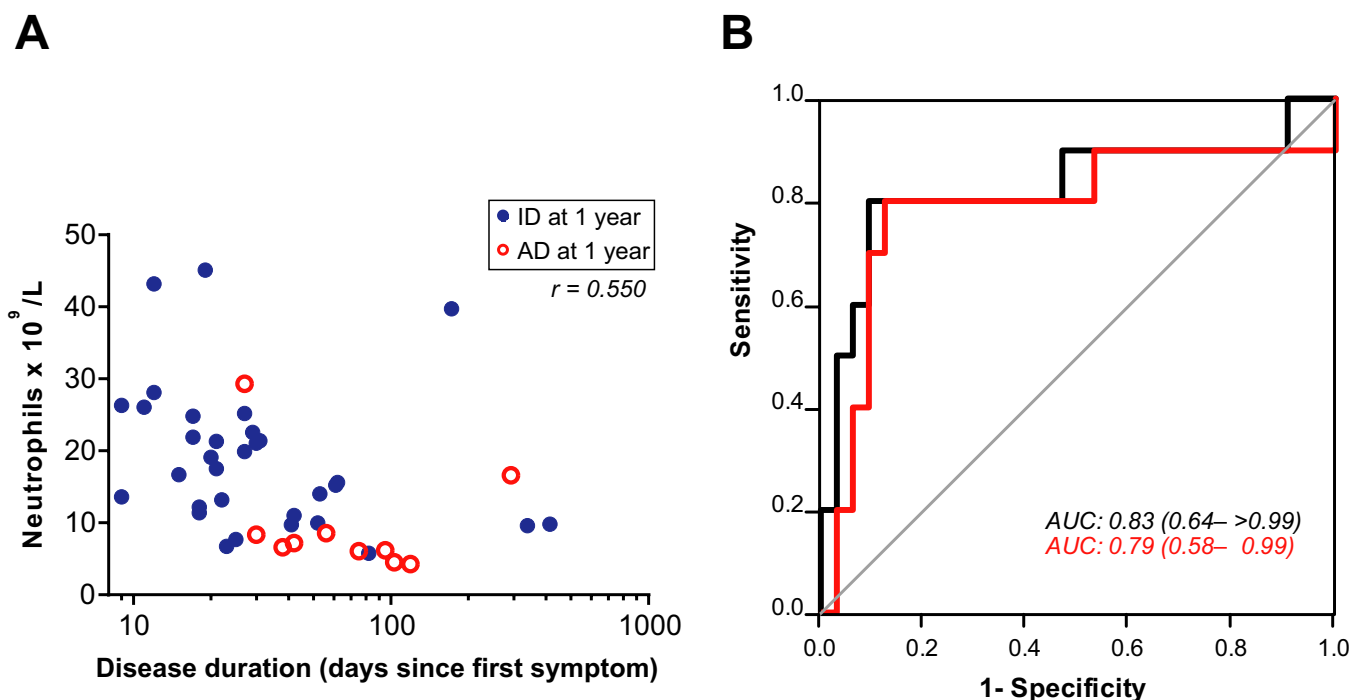 A
ID at 1 year
AD at 1 year
r = 0.550
Neutrophils x 10⁹/L
50
40
30
20
10
0
10
100
1000
Disease duration (days since first symptom)
B
Sensitivity
1.0
0.8
0.6
0.4
0.2
0.0
AUC: 0.83 (0.64– >0.99)
AUC: 0.79 (0.58– 0.99)
0.0
0.2
0.4
0.6
0.8
1.0
1- Specificity